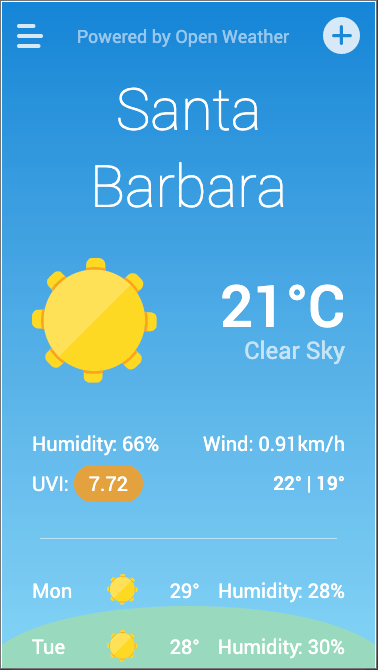 Powered by Open Weather
Santa
Barbara
21°C
Clear Sky
Humidity: 66% Wind: 0.91km/h
UVI: 7.72 22° | 19°
Mon 29° Humidity: 28%
Tue 28° Humidity: 30%